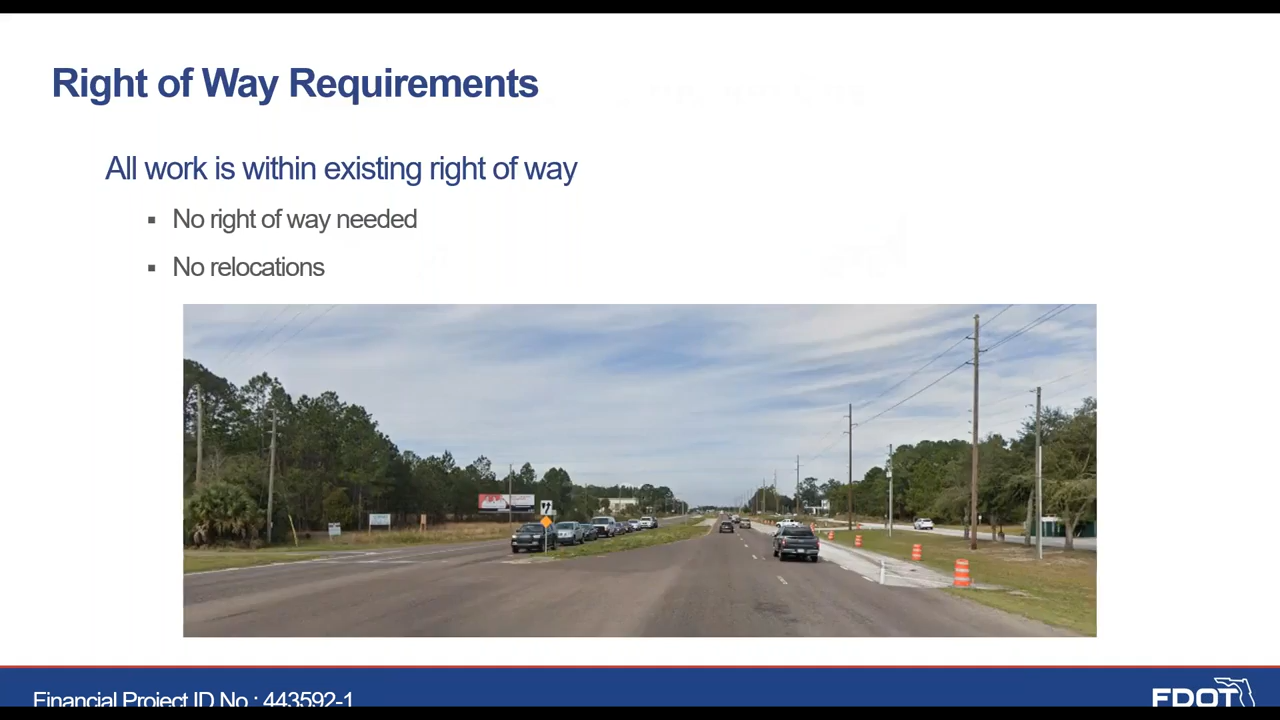 Right of Way Requirements
All work is within existing right of way
▪ No right of way needed
▪ No relocations
Financial Project ID No.: 443592-1
FDOT